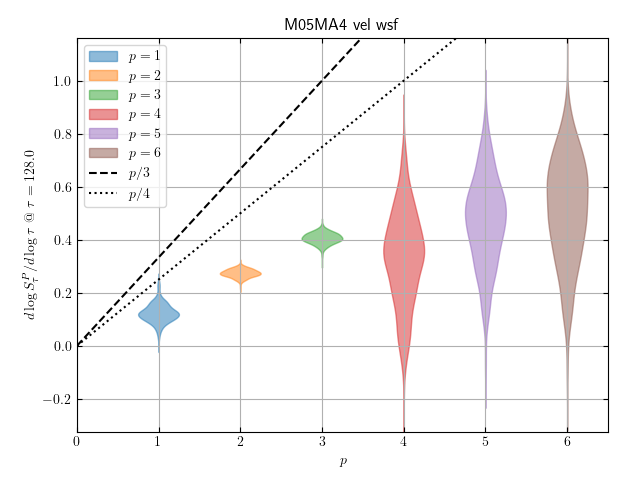 M05MA4 vel wsf
p = 1
p = 2
p = 3
p = 4
p = 5
p = 6
p/3
p/4
d log S_τ^P / d log τ @ τ = 128.0
1.0
0.8
0.6
0.4
0.2
0.0
−0.2
0 1 2 3 4 5 6
p